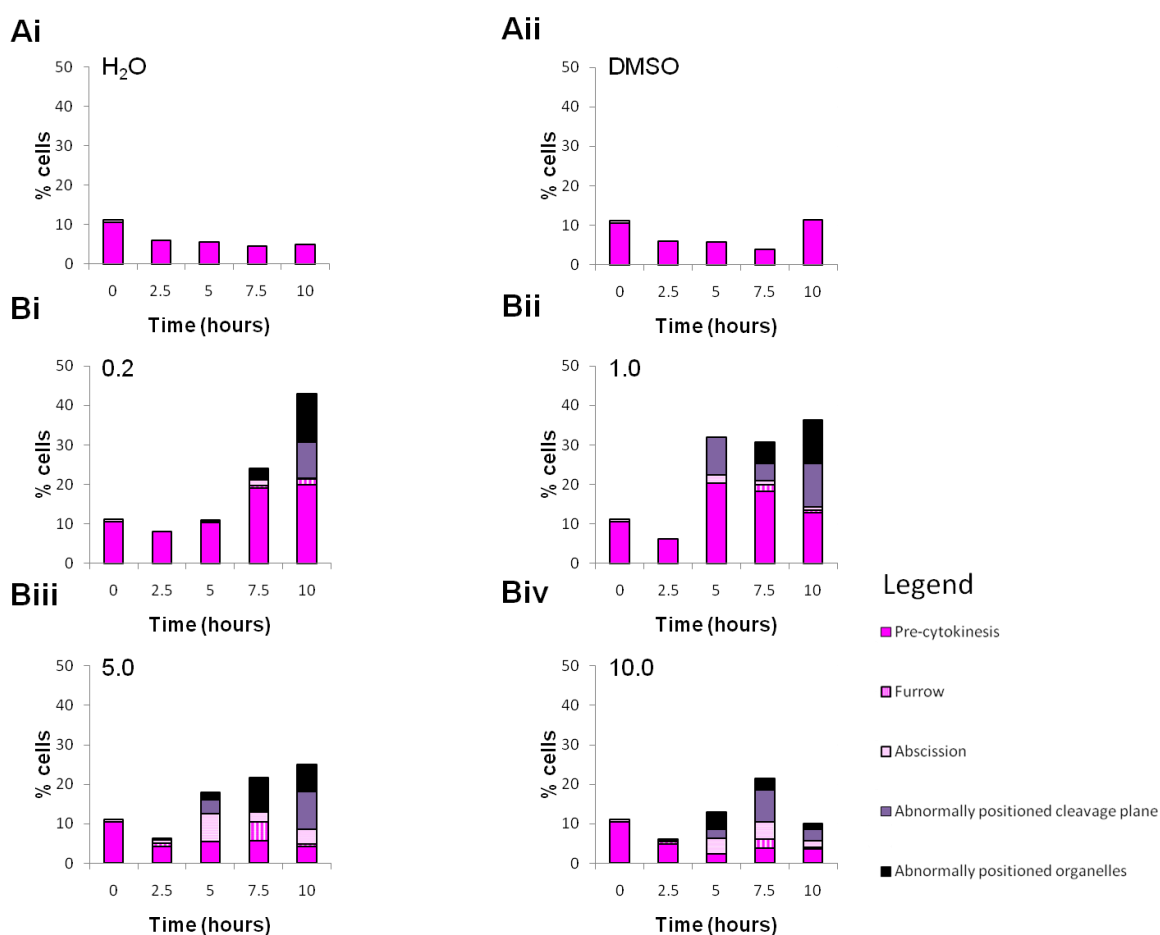 Ai
H₂O
50
40
30
20
10
0
% cells
0 2.5 5 7.5 10
Time (hours)
Aii
DMSO
50
40
30
20
10
0
% cells
0 2.5 5 7.5 10
Time (hours)
Bi
0.2
50
40
30
20
10
0
% cells
0 2.5 5 7.5 10
Time (hours)
Bii
1.0
50
40
30
20
10
0
% cells
0 2.5 5 7.5 10
Time (hours)
Biii
5.0
50
40
30
20
10
0
% cells
0 2.5 5 7.5 10
Time (hours)
Biv
10.0
50
40
30
20
10
0
% cells
0 2.5 5 7.5 10
Time (hours)
Legend
Pre-cytokinesis
Furrow
Abscission
Abnormally positioned cleavage plane
Abnormally positioned organelles